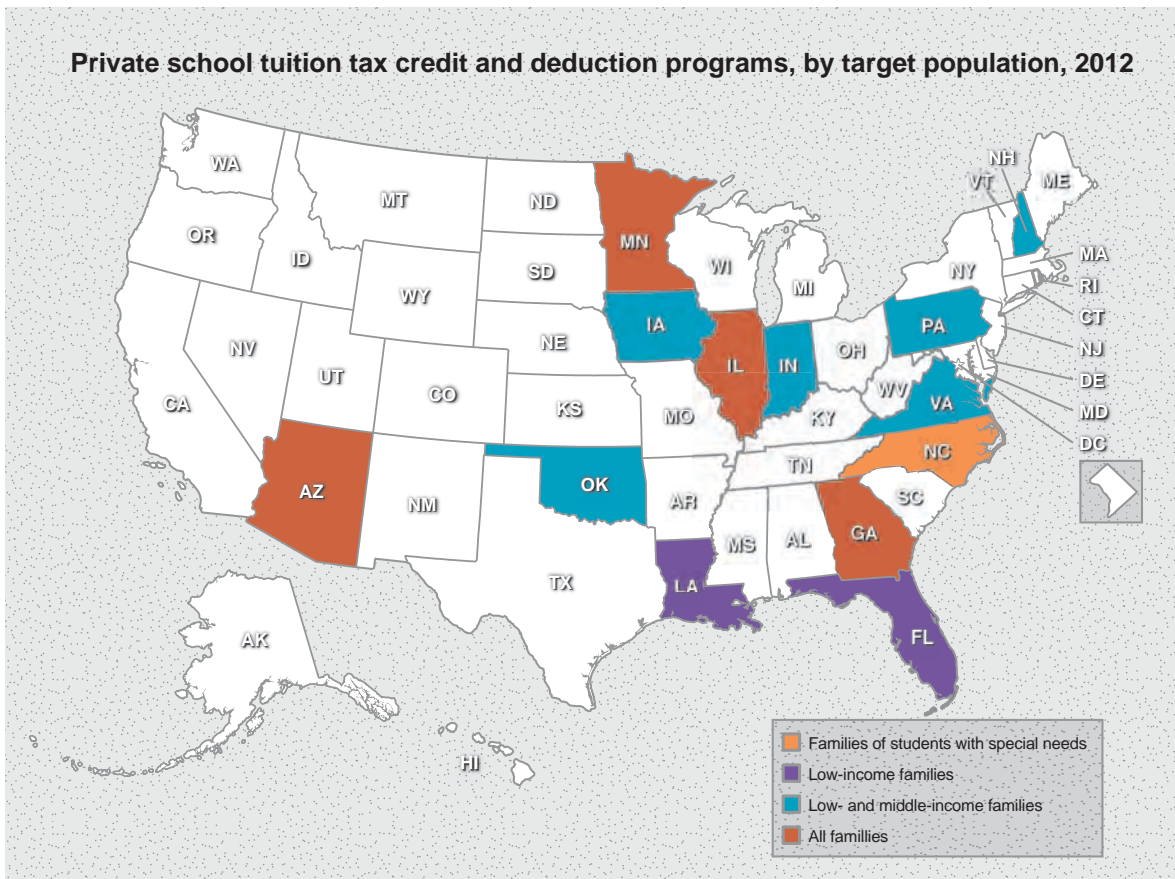 Private school tuition tax credit and deduction programs, by target population, 2012
WA
OR
CA
ID
NV
MT
WY
UT
AZ
CO
NM
ND
SD
NE
KS
OK
TX
MN
IA
MO
AR
LA
WI
IL
MI
IN
OH
KY
TN
MS
AL
GA
FL
SC
NC
VA
WV
PA
NY
VT
NH
ME
MA
RI
CT
NJ
DE
MD
DC
AK
HI
Families of students with special needs
Low-income families
Low- and middle-income families
All famillies